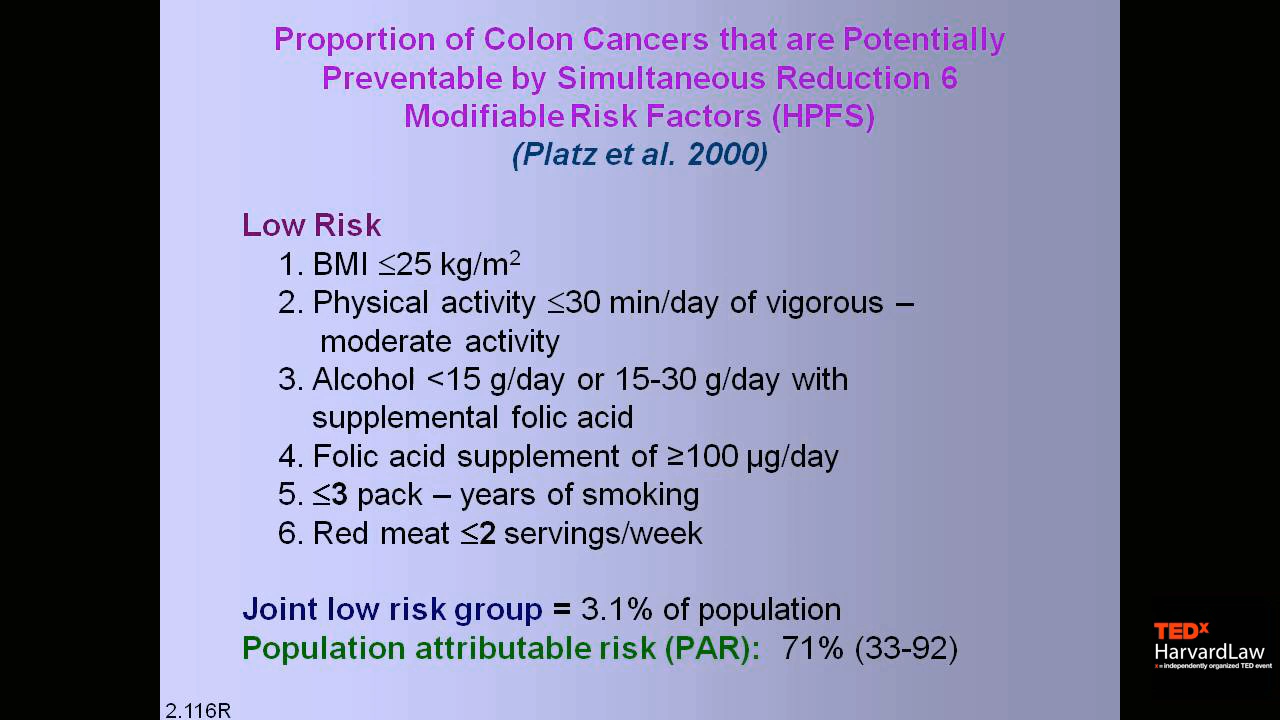 Proportion of Colon Cancers that are Potentially
Preventable by Simultaneous Reduction 6
Modifiable Risk Factors (HPFS)
(Platz et al. 2000)
Low Risk
1. BMI ≤25 kg/m²
2. Physical activity ≤30 min/day of vigorous –
moderate activity
3. Alcohol <15 g/day or 15-30 g/day with
supplemental folic acid
4. Folic acid supplement of ≥100 µg/day
5. ≤3 pack – years of smoking
6. Red meat ≤2 servings/week
Joint low risk group = 3.1% of population
Population attributable risk (PAR): 71% (33-92)
2.116R
TEDx
HarvardLaw
x = independently organized TED event